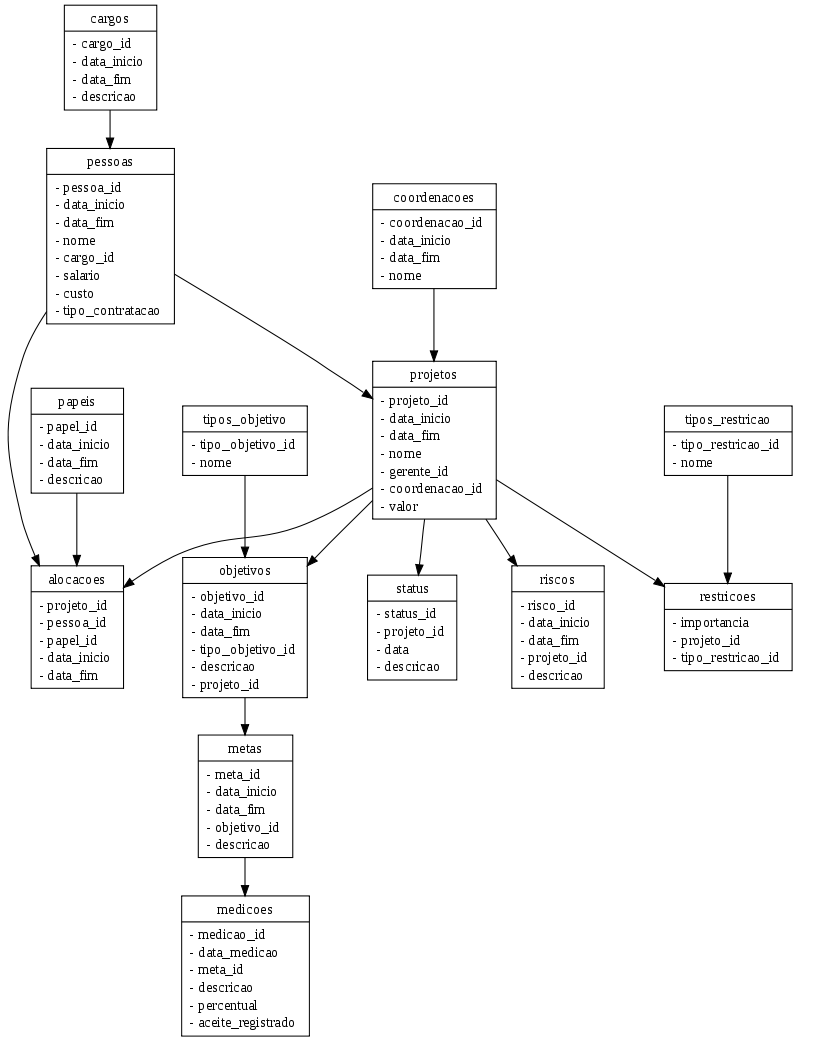 cargos
- cargo_id
- data_inicio
- data_fim
- descricao
pessoas
- pessoa_id
- data_inicio
- data_fim
- nome
- cargo_id
- salario
- custo
- tipo_contratacao
coordenacoes
- coordenacao_id
- data_inicio
- data_fim
- nome
papeis
- papel_id
- data_inicio
- data_fim
- descricao
tipos_objetivo
- tipo_objetivo_id
- nome
projetos
- projeto_id
- data_inicio
- data_fim
- nome
- gerente_id
- coordenacao_id
- valor
tipos_restricao
- tipo_restricao_id
- nome
alocacoes
- projeto_id
- pessoa_id
- papel_id
- data_inicio
- data_fim
objetivos
- objetivo_id
- data_inicio
- data_fim
- tipo_objetivo_id
- descricao
- projeto_id
status
- status_id
- projeto_id
- data
- descricao
riscos
- risco_id
- data_inicio
- data_fim
- projeto_id
- descricao
restricoes
- importancia
- projeto_id
- tipo_restricao_id
metas
- meta_id
- data_inicio
- data_fim
- objetivo_id
- descricao
medicoes
- medicao_id
- data_medicao
- meta_id
- descricao
- percentual
- aceite_registrado